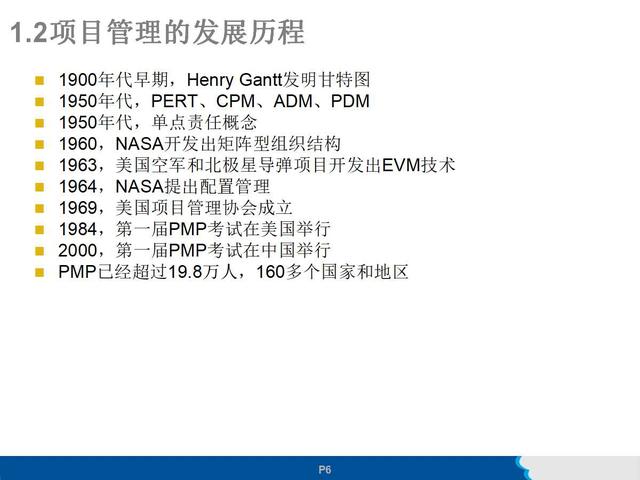 1.2项目管理的发展历程
1900年代早期，Henry Gantt发明甘特图
1950年代，PERT、CPM、ADM、PDM
1950年代，单点责任概念
1960，NASA开发出矩阵型组织结构
1963，美国空军和北极星导弹项目开发出EVM技术
1964，NASA提出配置管理
1969，美国项目管理协会成立
1984，第一届PMP考试在美国举行
2000，第一届PMP考试在中国举行
PMP已经超过19.8万人，160多个国家和地区
P6